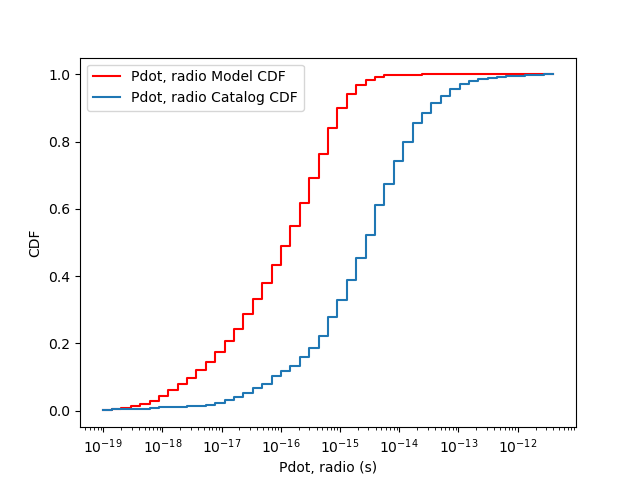 Pdot, radio Model CDF
Pdot, radio Catalog CDF
1.0
0.8
0.6
0.4
0.2
0.0
CDF
10⁻¹⁹ 10⁻¹⁸ 10⁻¹⁷ 10⁻¹⁶ 10⁻¹⁵ 10⁻¹⁴ 10⁻¹³ 10⁻¹²
Pdot, radio (s)